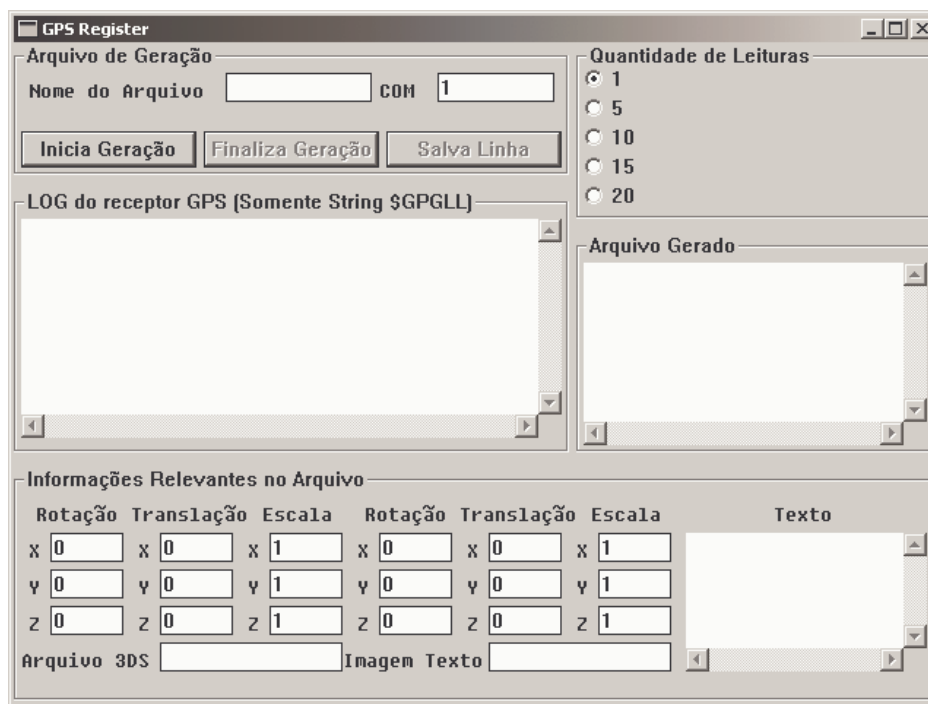 GPS Register
Arquivo de Geração
Nome do Arquivo
COM 1
Inicia Geração Finaliza Geração Salva Linha
Quantidade de Leituras
1
5
10
15
20
LOG do receptor GPS (Somente String $GPGLL)
Arquivo Gerado
Informações Relevantes no Arquivo
Rotação Translação Escala Rotação Translação Escala Texto
X 0 X 0 X 1 X 0 X 0 X 1
Y 0 Y 0 Y 1 Y 0 Y 0 Y 1
Z 0 Z 0 Z 1 Z 0 Z 0 Z 1
Arquivo 3DS Imagem Texto